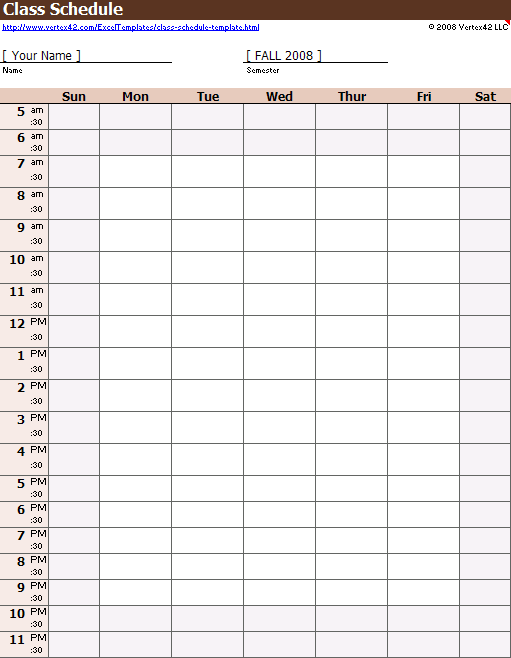 Class Schedule
http://www.vertex42.com/ExcelTemplates/class-schedule-template.html © 2008 Vertex42 LLC
[ Your Name ] [ FALL 2008 ]
Name Semester
Sun Mon Tue Wed Thur Fri Sat
5 am
:30
6 am
:30
7 am
:30
8 am
:30
9 am
:30
10 am
:30
11 am
:30
12 PM
:30
1 PM
:30
2 PM
:30
3 PM
:30
4 PM
:30
5 PM
:30
6 PM
:30
7 PM
:30
8 PM
:30
9 PM
:30
10 PM
:30
11 PM
:30